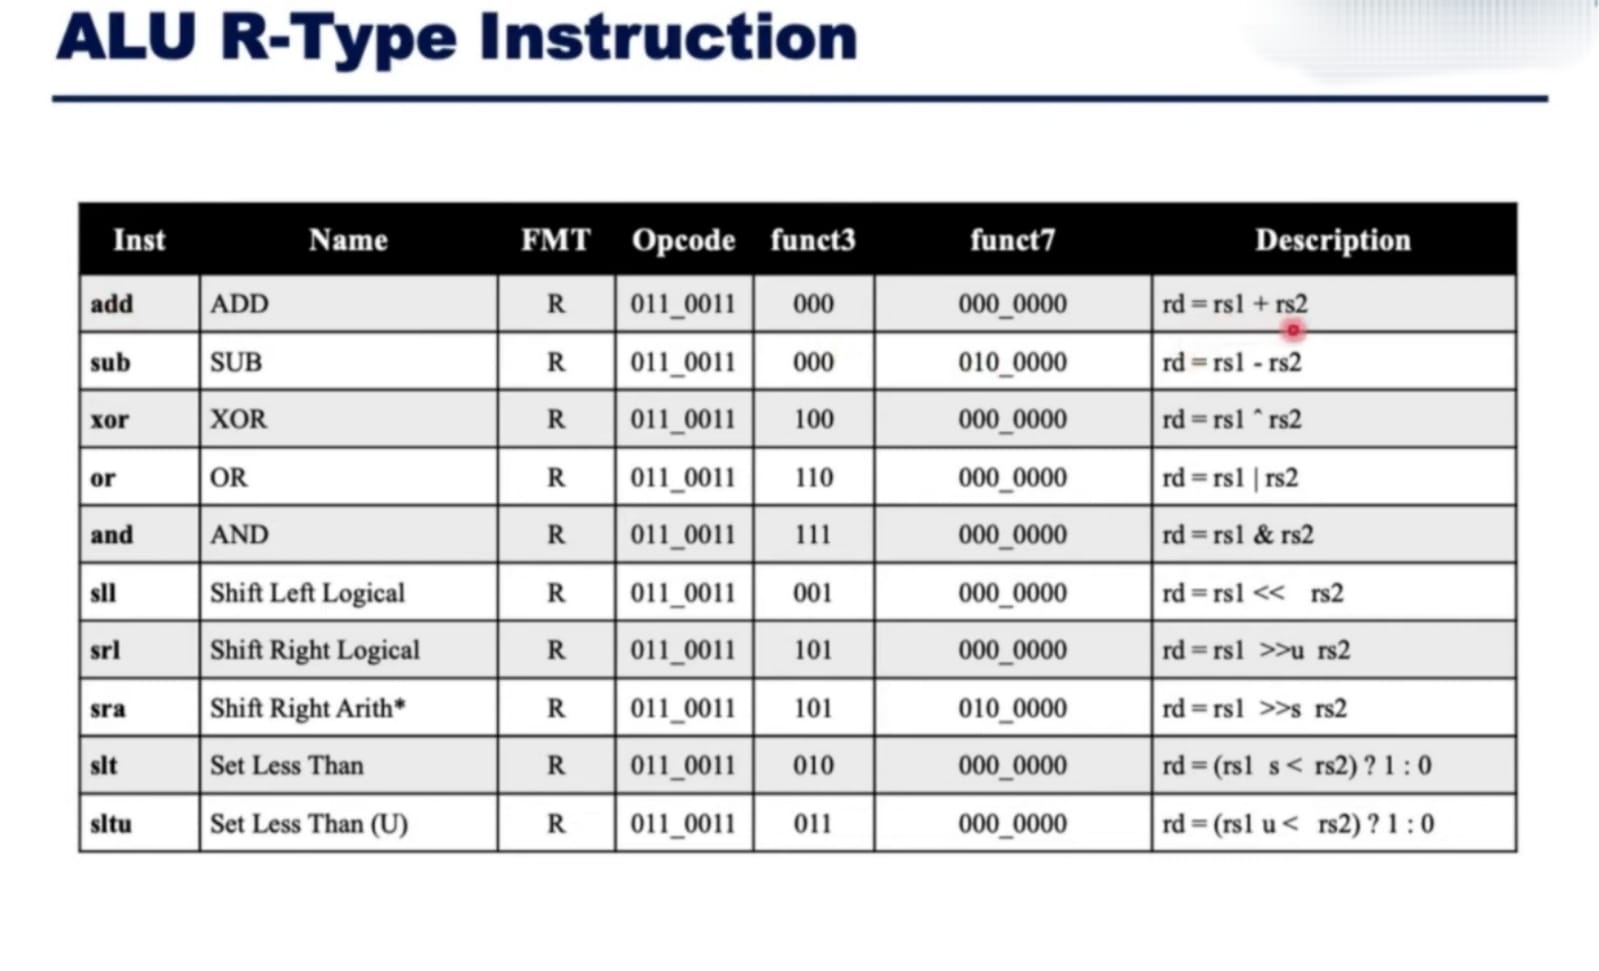 ALU R-Type Instruction
Inst Name FMT Opcode funct3 funct7 Description
add ADD R 011_0011 000 000_0000 rd = rs1 + rs2
sub SUB R 011_0011 000 010_0000 rd = rs1 - rs2
xor XOR R 011_0011 100 000_0000 rd = rs1 ^ rs2
or OR R 011_0011 110 000_0000 rd = rs1 | rs2
and AND R 011_0011 111 000_0000 rd = rs1 & rs2
sll Shift Left Logical R 011_0011 001 000_0000 rd = rs1 << rs2
srl Shift Right Logical R 011_0011 101 000_0000 rd = rs1 >>u rs2
sra Shift Right Arith* R 011_0011 101 010_0000 rd = rs1 >>s rs2
slt Set Less Than R 011_0011 010 000_0000 rd = (rs1 s< rs2) ? 1 : 0
sltu Set Less Than (U) R 011_0011 011 000_0000 rd = (rs1 u< rs2) ? 1 : 0